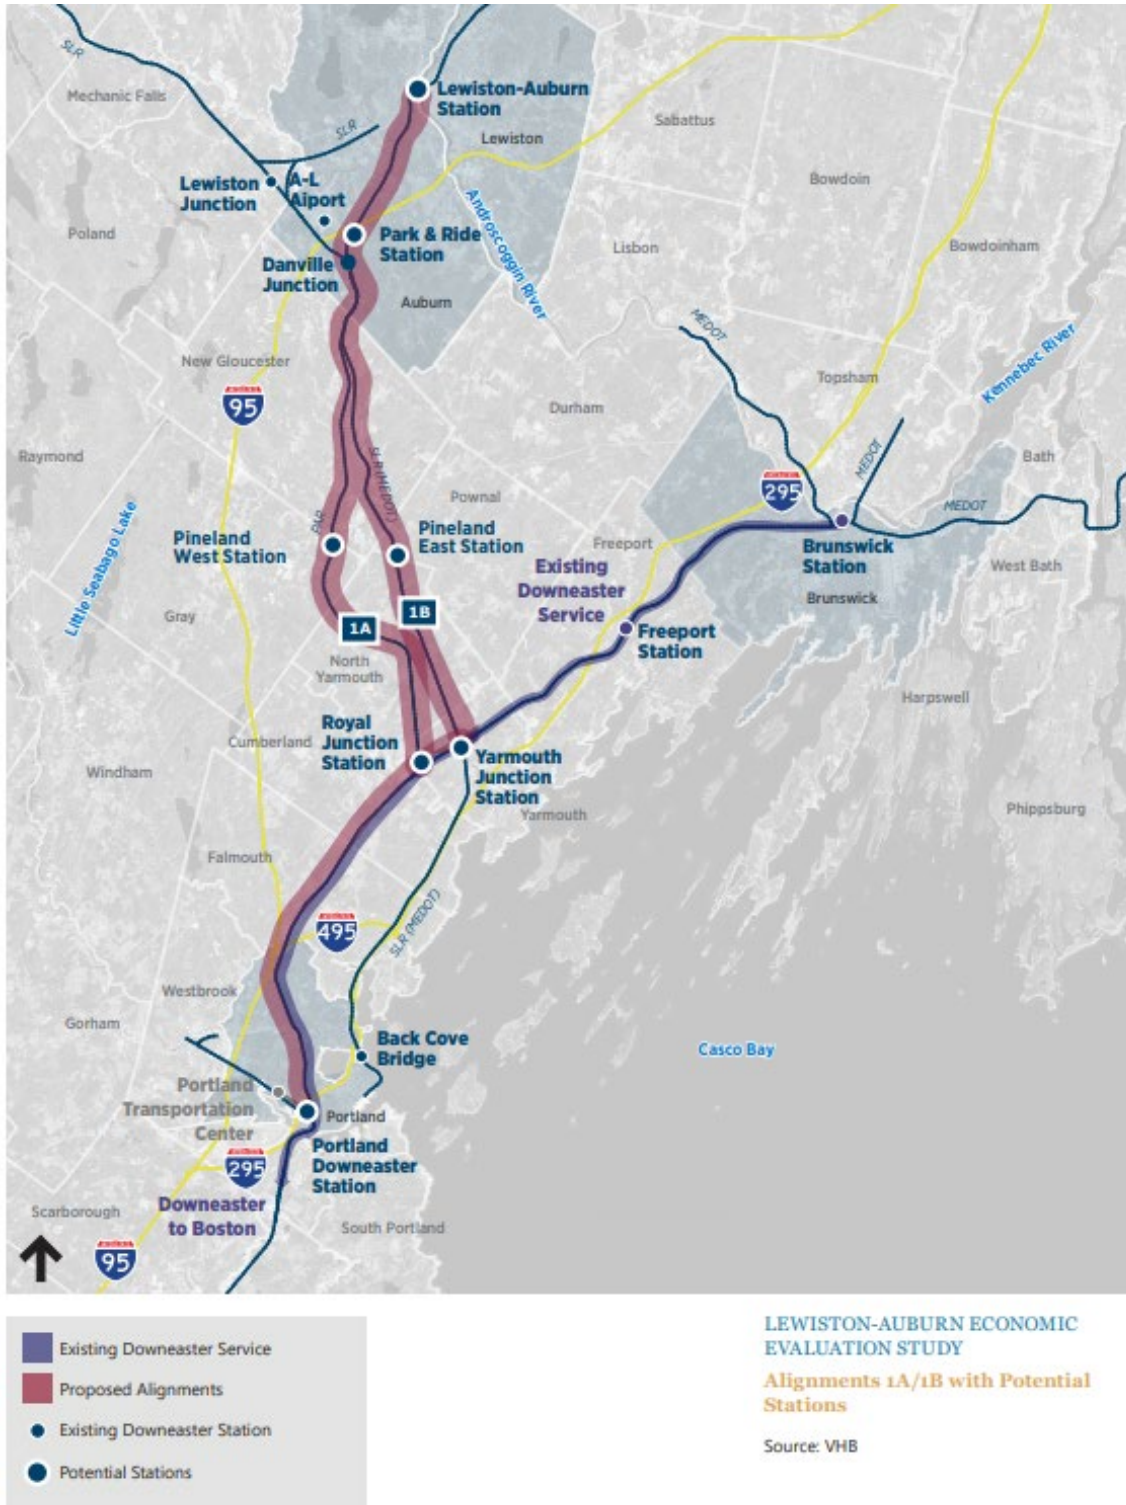 SLR
Mechanic Falls
Lewiston-Auburn
Station
Sabattus
SLR
Lewiston
Lewiston
Junction
A-L
Aiport
Bowdoin
Androscoggin River
Poland
Park & Ride
Station
Lisbon
Bowdoinham
Danville
Junction
Auburn
MEDOT
Kennebec River
New Gloucester
95
Topsham
Durham
Raymond
SLR (MEDOT)
MEDOT
Bath
295
Pownal
MEDOT
PAR
Pineland
West Station
Pineland
East Station
Freeport
Brunswick
Station
West Bath
Little Seabago Lake
Existing
Downeaster
Service
Brunswick
Gray
1A
1B
Freeport
Station
North
Yarmouth
Harpswell
Royal
Junction
Station
Cumberland
Yarmouth
Junction
Station
Windham
Yarmouth
Phippsburg
Falmouth
495
SLR (MEDOT)
Westbrook
Gorham
Back Cove
Bridge
Casco Bay
Portland
Transportation
Center
Portland
Portland
Downeaster
Station
295
Downeaster
to Boston
Scarborough
South Portland
95
Existing Downeaster Service
Proposed Alignments
Existing Downeaster Station
Potential Stations
LEWISTON-AUBURN ECONOMIC
EVALUATION STUDY
Alignments 1A/1B with Potential
Stations
Source: VHB